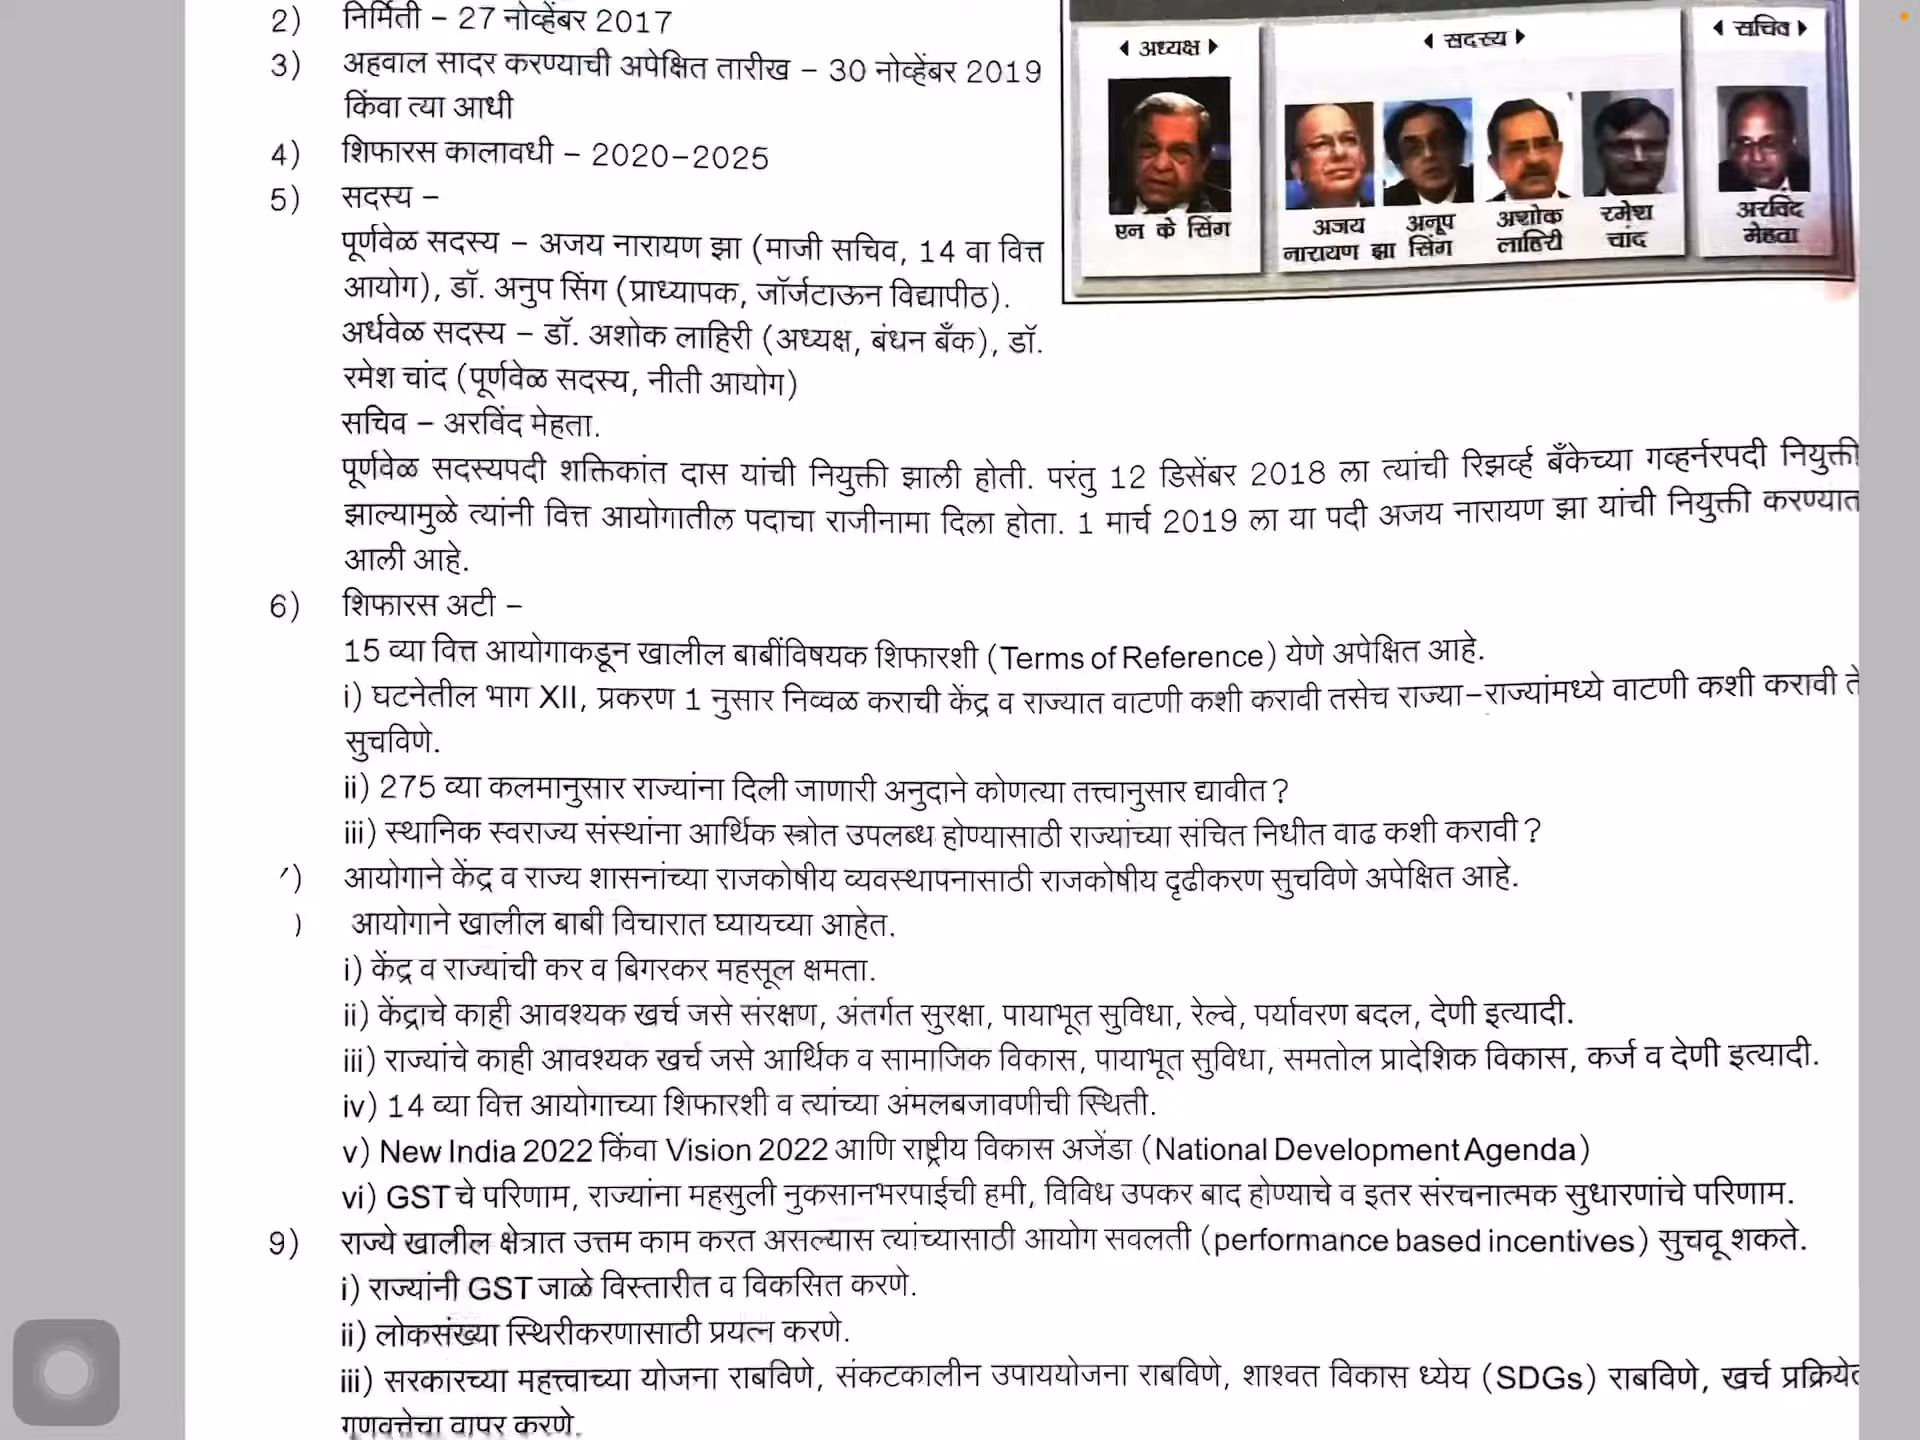 2) निर्मिती – 27 नोव्हेंबर 2017
3) अहवाल सादर करण्याची अपेक्षित तारीख – 30 नोव्हेंबर 2019
किंवा त्या आधी
4) शिफारस कालावधी – 2020-2025
5) सदस्य –
पूर्णवेळ सदस्य – अजय नारायण झा (माजी सचिव, 14 वा वित्त
आयोग), डॉ. अनुप सिंग (प्राध्यापक, जॉर्जटाऊन विद्यापीठ).
अर्धवेळ सदस्य – डॉ. अशोक लाहिरी (अध्यक्ष, बंधन बँक), डॉ.
रमेश चांद (पूर्णवेळ सदस्य, नीती आयोग)
सचिव – अरविंद मेहता.
अध्यक्ष
सदस्य
सचिव
एन के सिंग
अजय नारायण झा
अनूप सिंग
अशोक लाहिरी
रमेश चांद
अरविंद मेहता
पूर्णवेळ सदस्यपदी शक्तिकांत दास यांची नियुक्ती झाली होती. परंतु 12 डिसेंबर 2018 ला त्यांची रिझर्व्ह बँकेच्या गव्हर्नरपदी नियुक्ती
झाल्यामुळे त्यांनी वित्त आयोगातील पदाचा राजीनामा दिला होता. 1 मार्च 2019 ला या पदी अजय नारायण झा यांची नियुक्ती करण्यात
आली आहे.
6) शिफारस अटी –
15 व्या वित्त आयोगाकडून खालील बाबींविषयक शिफारशी (Terms of Reference) येणे अपेक्षित आहे.
i) घटनेतील भाग XII, प्रकरण 1 नुसार निव्वळ कराची केंद्र व राज्यात वाटणी कशी करावी तसेच राज्या-राज्यांमध्ये वाटणी कशी करावी ते
सुचविणे.
ii) 275 व्या कलमानुसार राज्यांना दिली जाणारी अनुदाने कोणत्या तत्त्वानुसार द्यावीत?
iii) स्थानिक स्वराज्य संस्थांना आर्थिक स्त्रोत उपलब्ध होण्यासाठी राज्यांच्या संचित निधीत वाढ कशी करावी?
) आयोगाने केंद्र व राज्य शासनांच्या राजकोषीय व्यवस्थापनासाठी राजकोषीय दृढीकरण सुचविणे अपेक्षित आहे.
) आयोगाने खालील बाबी विचारात घ्यायच्या आहेत.
i) केंद्र व राज्यांची कर व बिगरकर महसूल क्षमता.
ii) केंद्राचे काही आवश्यक खर्च जसे संरक्षण, अंतर्गत सुरक्षा, पायाभूत सुविधा, रेल्वे, पर्यावरण बदल, देणी इत्यादी.
iii) राज्यांचे काही आवश्यक खर्च जसे आर्थिक व सामाजिक विकास, पायाभूत सुविधा, समतोल प्रादेशिक विकास, कर्ज व देणी इत्यादी.
iv) 14 व्या वित्त आयोगाच्या शिफारशी व त्यांच्या अंमलबजावणीची स्थिती.
v) New India 2022 किंवा Vision 2022 आणि राष्ट्रीय विकास अजेंडा (National Development Agenda)
vi) GST चे परिणाम, राज्यांना महसुली नुकसानभरपाईची हमी, विविध उपकर बाद होण्याचे व इतर संरचनात्मक सुधारणांचे परिणाम.
9) राज्ये खालील क्षेत्रात उत्तम काम करत असल्यास त्यांच्यासाठी आयोग सवलती (performance based incentives) सुचवू शकते.
i) राज्यांनी GST जाळे विस्तारीत व विकसित करणे.
ii) लोकसंख्या स्थिरीकरणासाठी प्रयत्न करणे.
iii) सरकारच्या महत्त्वाच्या योजना राबविणे, संकटकालीन उपाययोजना राबविणे, शाश्वत विकास ध्येय (SDGs) राबविणे, खर्च
गुणवत्तेचा वापर करणे.